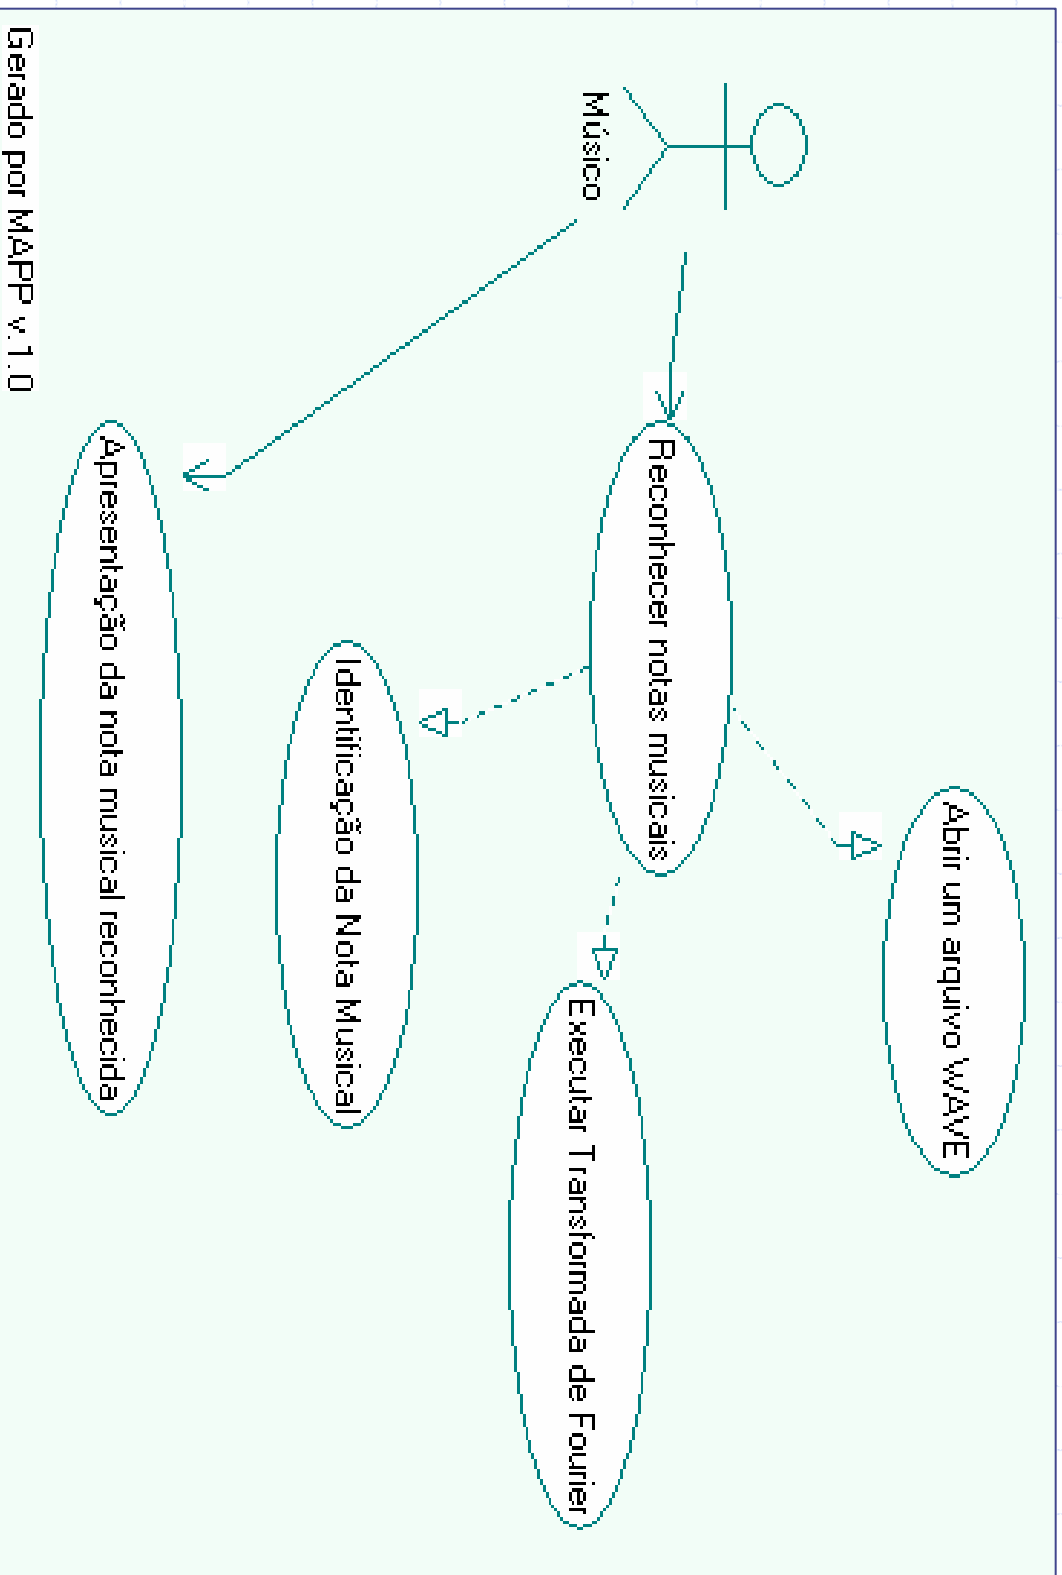 Abrir um arquivo WAVE
Músico
Reconhecer notas musicais
Executar Transformada de Fourier
Identificação da Nota Musical
Apresentação da nota musical reconhecida
Gerado por MAPP v.1.0